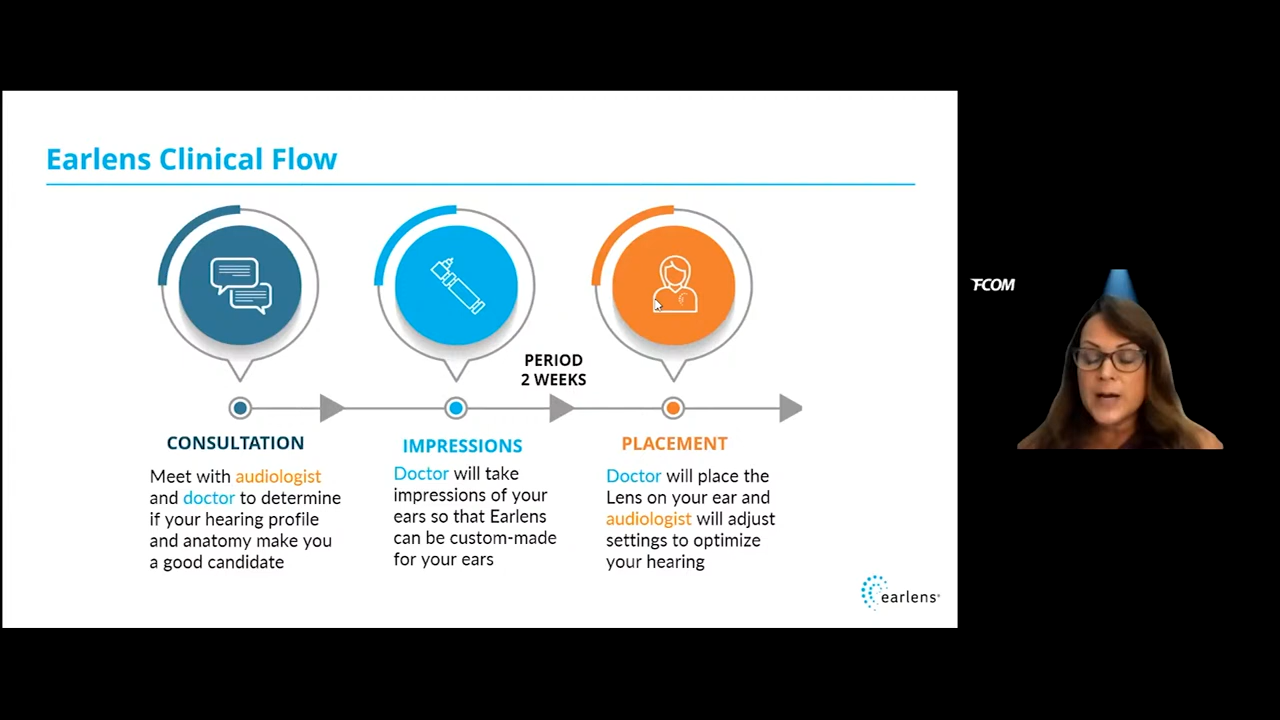 Earlens Clinical Flow
PERIOD
2 WEEKS
CONSULTATION
Meet with audiologist
and doctor to determine
if your hearing profile
and anatomy make you
a good candidate
IMPRESSIONS
Doctor will take
impressions of your
ears so that Earlens
can be custom-made
for your ears
PLACEMENT
Doctor will place the
Lens on your ear and
audiologist will adjust
settings to optimize
your hearing
earlens
TFCOM